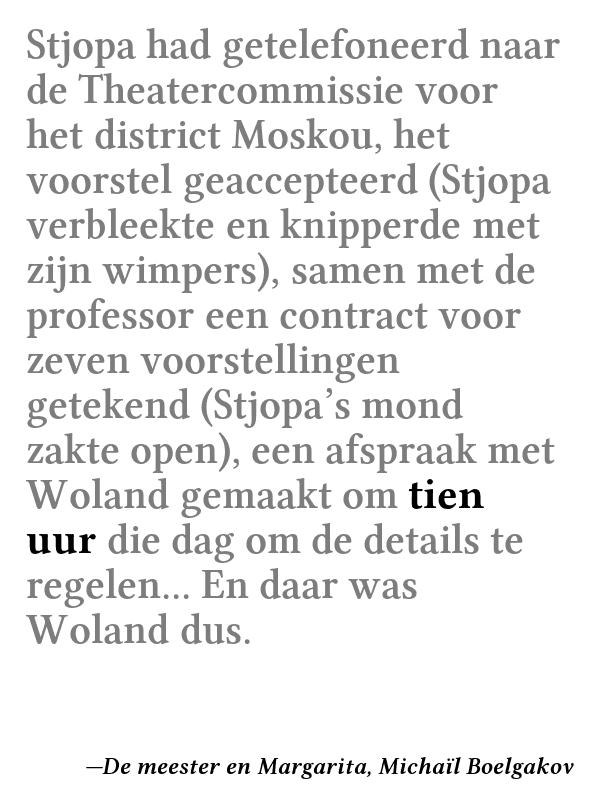 Stjopa had getelefoneerd naar
de Theatercommissie voor
het district Moskou, het
voorstel geaccepteerd (Stjopa
verbleekte en knipperde met
zijn wimpers), samen met de
professor een contract voor
zeven voorstellingen
getekend (Stjopa’s mond
zakte open), een afspraak met
Woland gemaakt om tien
uur die dag om de details te
regelen... En daar was
Woland dus.
—De meester en Margarita, Michaïl Boelgakov